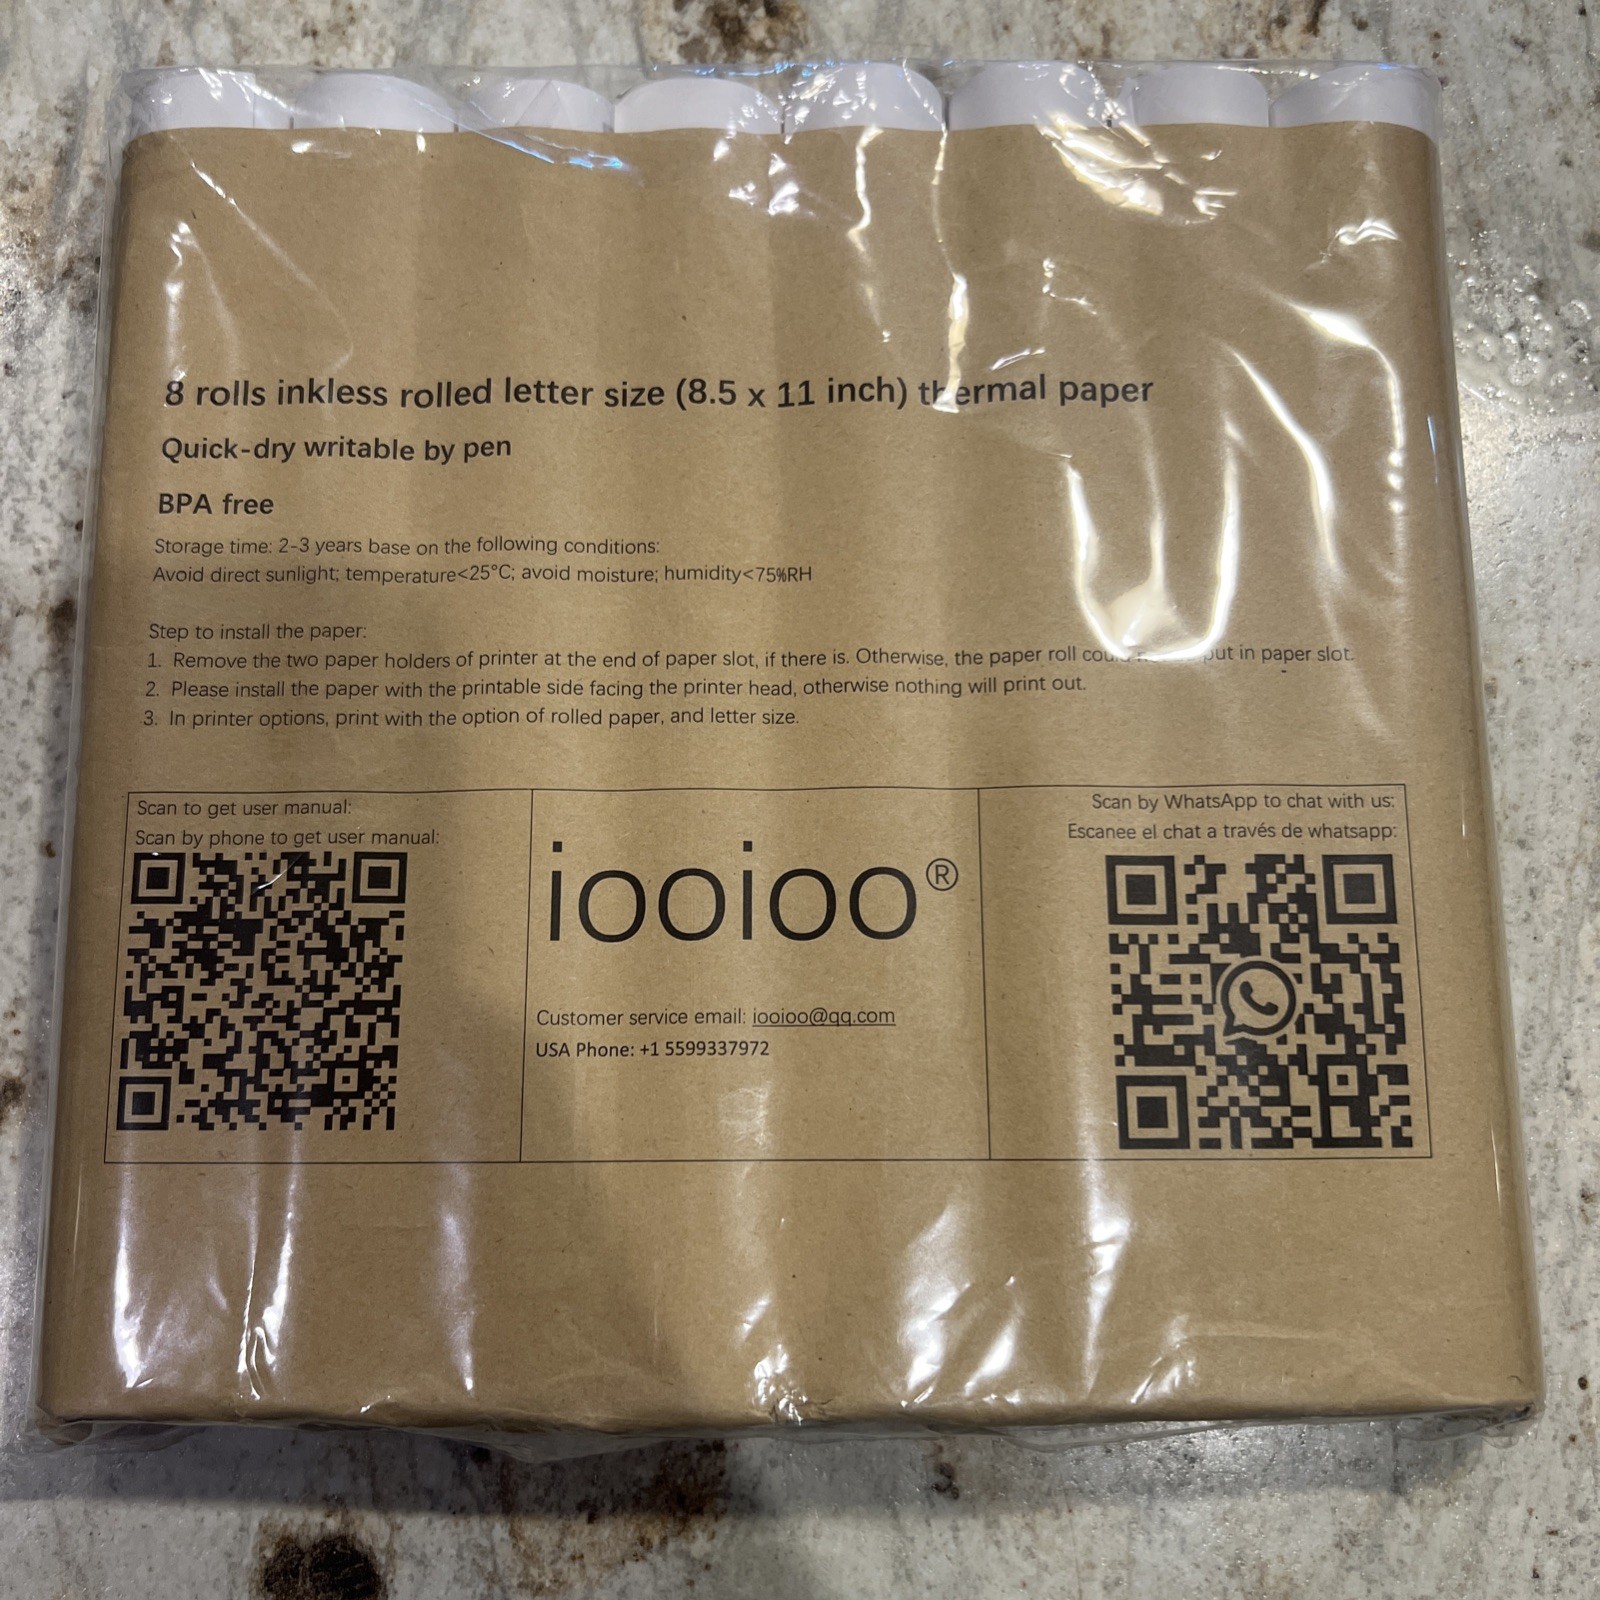 8 rolls inkless rolled letter size (8.5 x 11 inch) thermal paper
Quick-dry writable by pen
BPA free
Storage time: 2-3 years base on the following conditions:
Avoid direct sunlight; temperature<25°C; avoid moisture; humidity<75%RH
Step to install the paper:
1. Remove the two paper holders of printer at the end of paper slot, if there is. Otherwise, the paper roll put in paper slot.
2. Please install the paper with the printable side facing the printer head, otherwise nothing will print out.
3. In printer options, print with the option of rolled paper, and letter size.
Scan to get user manual:
Scan by phone to get user manual:
iooioo®
Customer service email: iooioo@qq.com
USA Phone: +1 5599337972
Scan by WhatsApp to chat with us:
Escanee el chat a través de whatsapp: